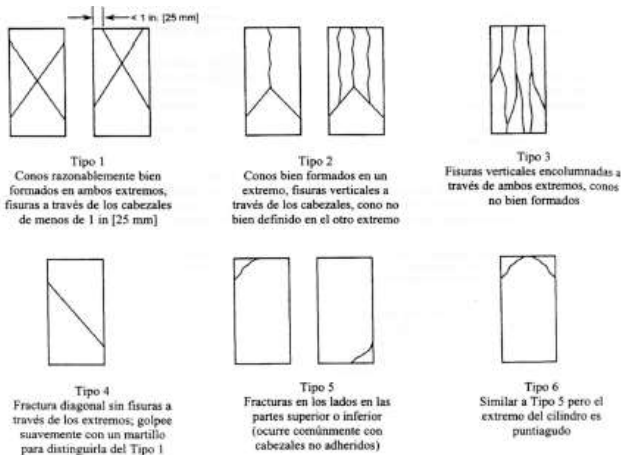 < 1 in. [25 mm]
Tipo 1
Conos razonablemente bien
formados en ambos extremos,
fisuras a través de los cabezales
de menos de 1 in [25 mm]
Tipo 2
Conos bien formados en un
extremo, fisuras verticales a
través de los cabezales, cono no
bien definido en el otro extremo
Tipo 3
Fisuras verticales encolumnadas a
través de ambos extremos, conos
no bien formados
Tipo 4
Fractura diagonal sin fisuras a
través de los extremos; golpee
suavemente con un martillo
para distinguirla del Tipo 1
Tipo 5
Fracturas en los lados en las
partes superior o inferior
(ocurre comúnmente con
cabezales no adheridos)
Tipo 6
Similar a Tipo 5 pero el
extremo del cilindro es
puntiagudo